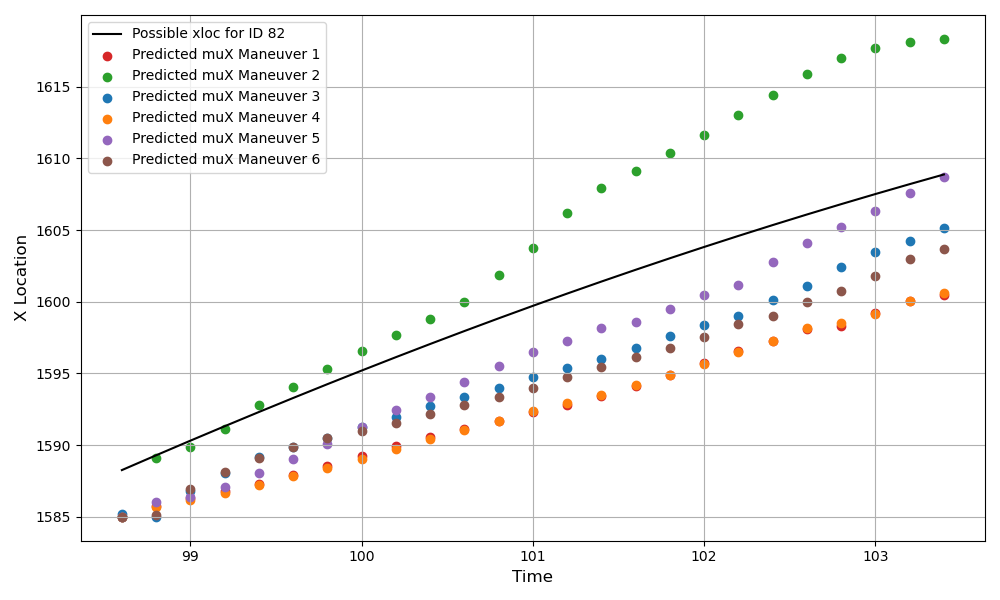 Possible xloc for ID 82
Predicted muX Maneuver 1
Predicted muX Maneuver 2
Predicted muX Maneuver 3
Predicted muX Maneuver 4
Predicted muX Maneuver 5
Predicted muX Maneuver 6
X Location
1615
1610
1605
1600
1595
1590
1585
99 100 101 102 103
Time